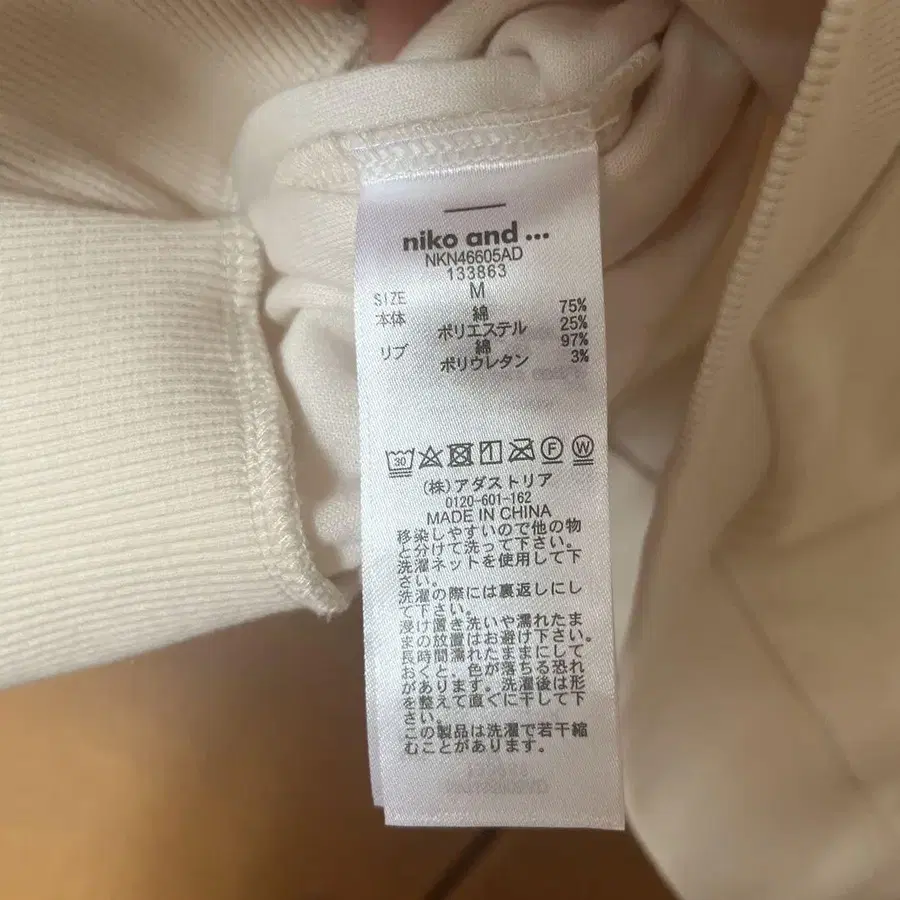 niko and ...
NKN46605AD
133863
SIZE M
本体 綿 75%
ポリエステル 25%
リブ 綿 97%
ポリウレタン 3%
30 F W
(株)アダストリア
0120-601-162
MADE IN CHINA
移染しやすいので他の物
と分けて洗って下さい。
洗濯ネットを使用して下
さい。
洗濯の際には裏返しにし
て下さい。
浸け置き洗いや濡れたま
まの放置はお避け下さい。
長時間濡れたままにして
おくと、色が落ちる恐れ
があります。洗濯後は形
を整えて直ぐに干して下
さい。
この製品は洗濯で若干縮
むことがあります。